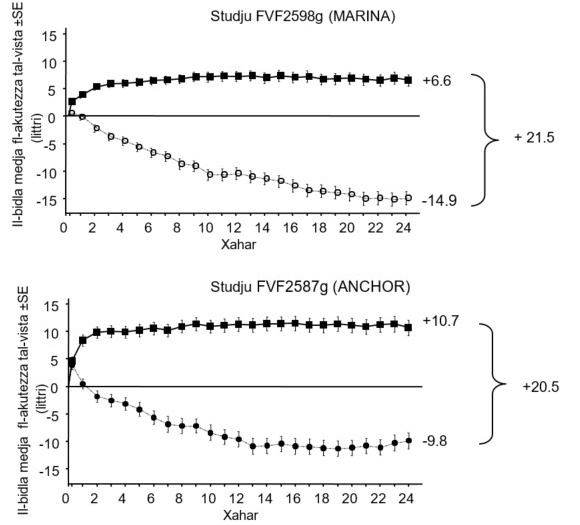 Studju FVF2598g (MARINA)
Il-bidla medja fl-akutezza tal-vista ±SE
(littri)
15
10
5
0
-5
-10
-15
+6.6
-14.9
+ 21.5
0 2 4 6 8 10 12 14 16 18 20 22 24
Xahar
Studju FVF2587g (ANCHOR)
Il-bidla medja fl-akutezza tal-vista ±SE
(littri)
15
10
5
0
-5
-10
-15
+10.7
-9.8
+20.5
0 2 4 6 8 10 12 14 16 18 20 22 24
Xahar